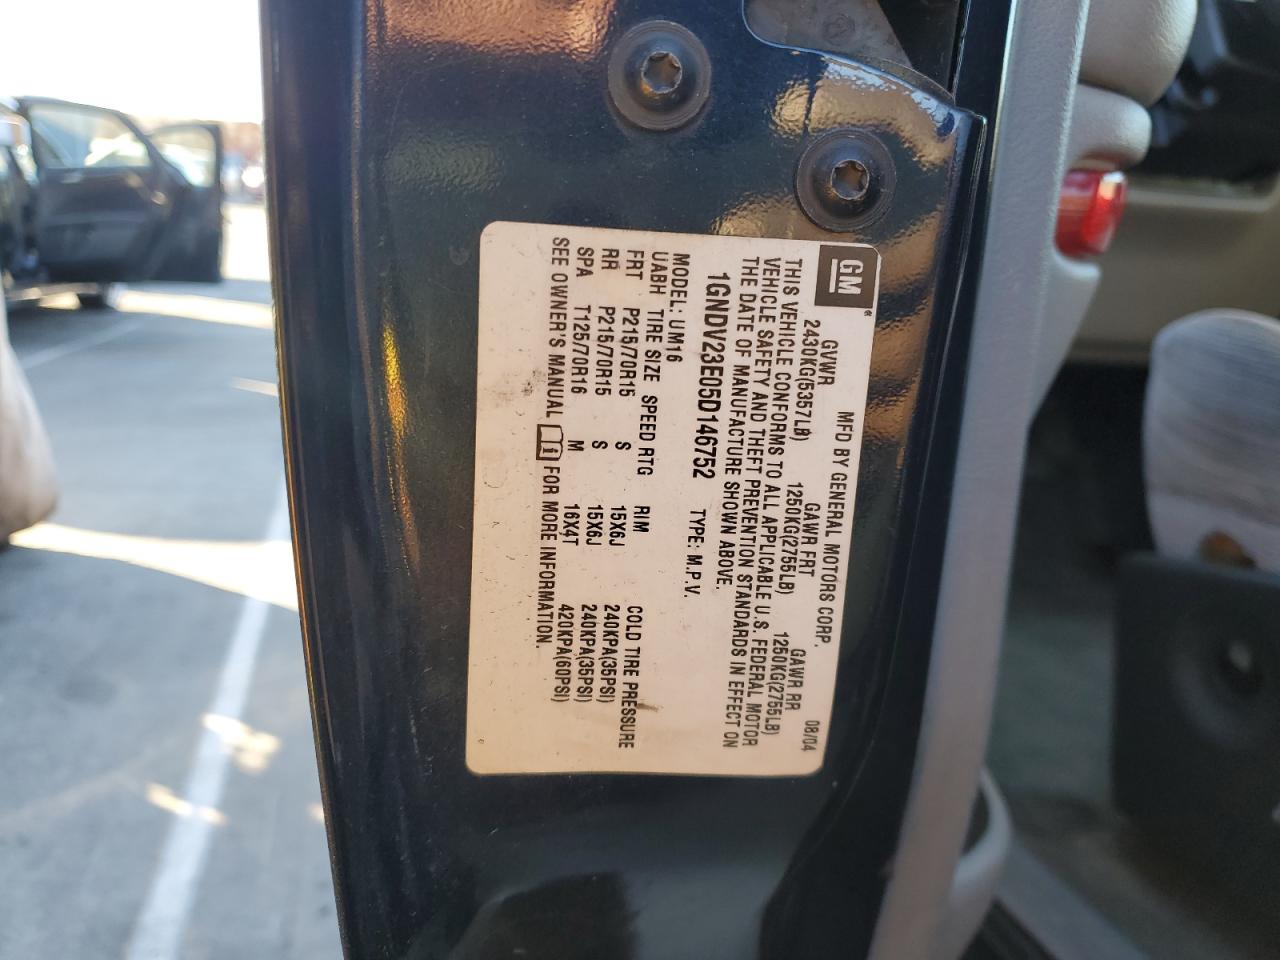 GM®
MFD BY GENERAL MOTORS CORP. 08/04
GVWR GAWR FRT GAWR RR
2430KG(5357LB) 1250KG(2755LB) 1250KG(2755LB)
THIS VEHICLE CONFORMS TO ALL APPLICABLE U.S. FEDERAL MOTOR
VEHICLE SAFETY AND THEFT PREVENTION STANDARDS IN EFFECT ON
THE DATE OF MANUFACTURE SHOWN ABOVE.
1GNDV23E05D146752 TYPE: M.P.V.
MODEL: UM16
UABH TIRE SIZE SPEED RTG RIM COLD TIRE PRESSURE
FRT P215/70R15 S 15X6J 240KPA(35PSI)
RR P215/70R15 S 15X6J 240KPA(35PSI)
SPA T125/70R16 M 16X4T 420KPA(60PSI)
SEE OWNER'S MANUAL FOR MORE INFORMATION.